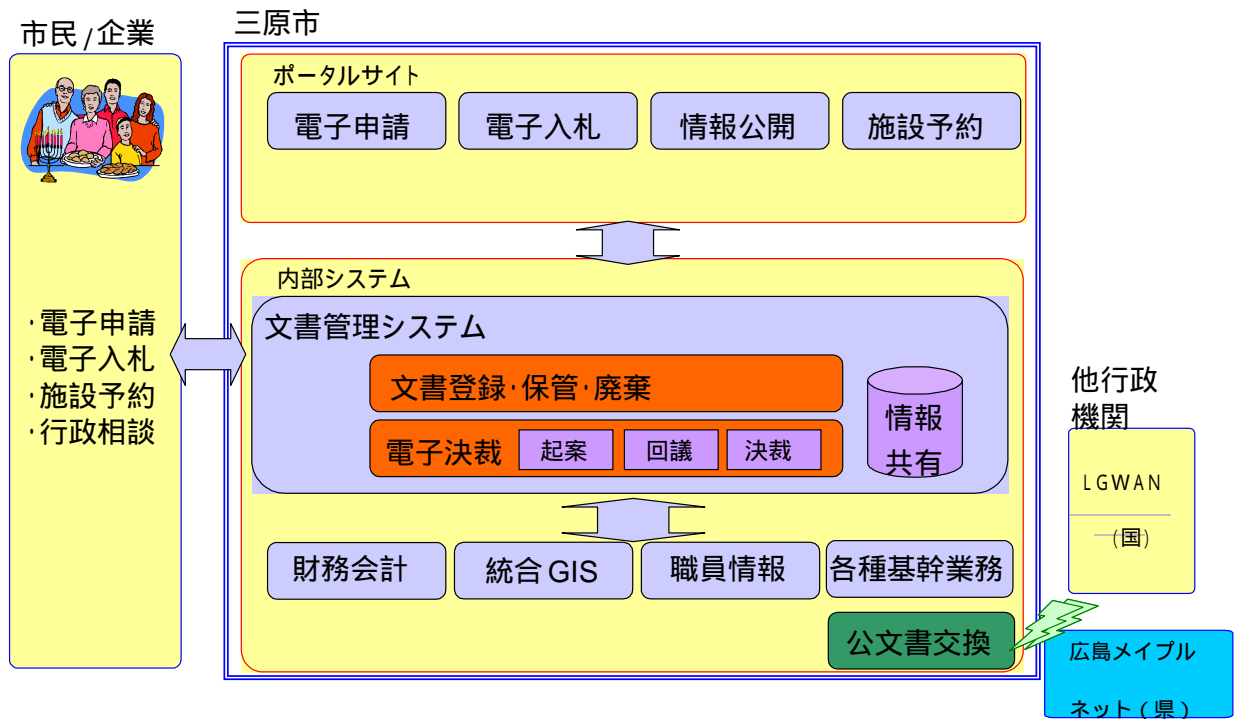 市民/企業
・電子申請
・電子入札
・施設予約
・行政相談
三原市
ポータルサイト
電子申請
電子入札
情報公開
施設予約
内部システム
文書管理システム
文書登録・保管・廃棄
電子決裁
起案
回議
決裁
情報
共有
財務会計
統合GIS
職員情報
各種基幹業務
公文書交換
他行政
機関
LGWAN
(国)
広島メイプル
ネット(県)